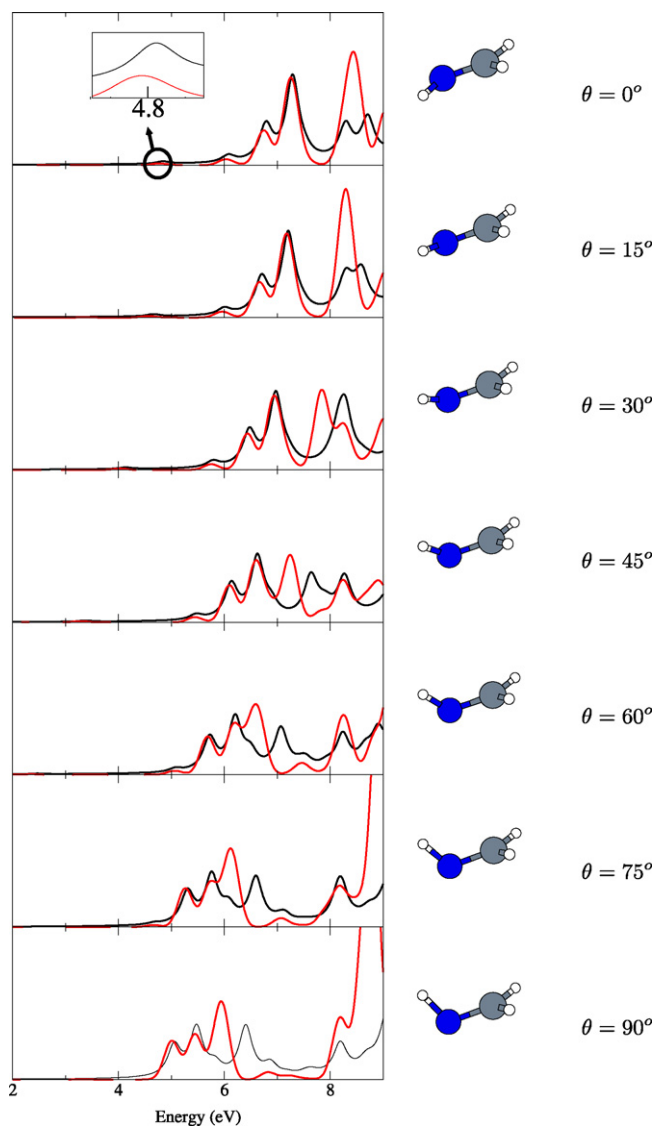 4.8
θ = 0°
θ = 15°
θ = 30°
θ = 45°
θ = 60°
θ = 75°
θ = 90°
2 4 6 8
Energy (eV)